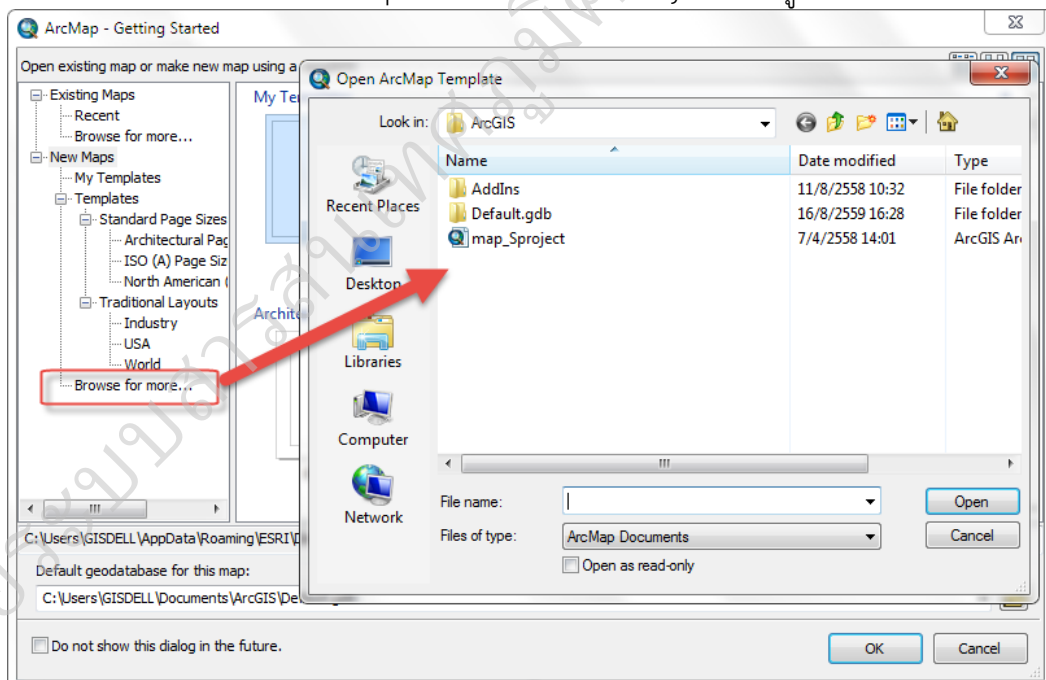 ArcMap - Getting Started
Open existing map or make new map using a
Existing Maps
Recent
Browse for more...
New Maps
My Templates
Templates
Standard Page Sizes
Architectural Pag
ISO (A) Page Siz
North American (
Traditional Layouts
Industry
USA
World
Browse for more...
My Te
Archite
Open ArcMap Template
Look in:
ArcGIS
Name
Date modified
Type
AddIns
11/8/2558 10:32
File folder
Default.gdb
16/8/2559 16:28
File folder
map_Sproject
7/4/2558 14:01
ArcGIS Ar
Recent Places
Desktop
Libraries
Computer
Network
File name:
Open
Files of type:
ArcMap Documents
Cancel
Open as read-only
C:\Users\GISDELL\AppData\Roaming\ESRI\
Default geodatabase for this map:
C:\Users\GISDELL\Documents\ArcGIS\De
Do not show this dialog in the future.
OK
Cancel